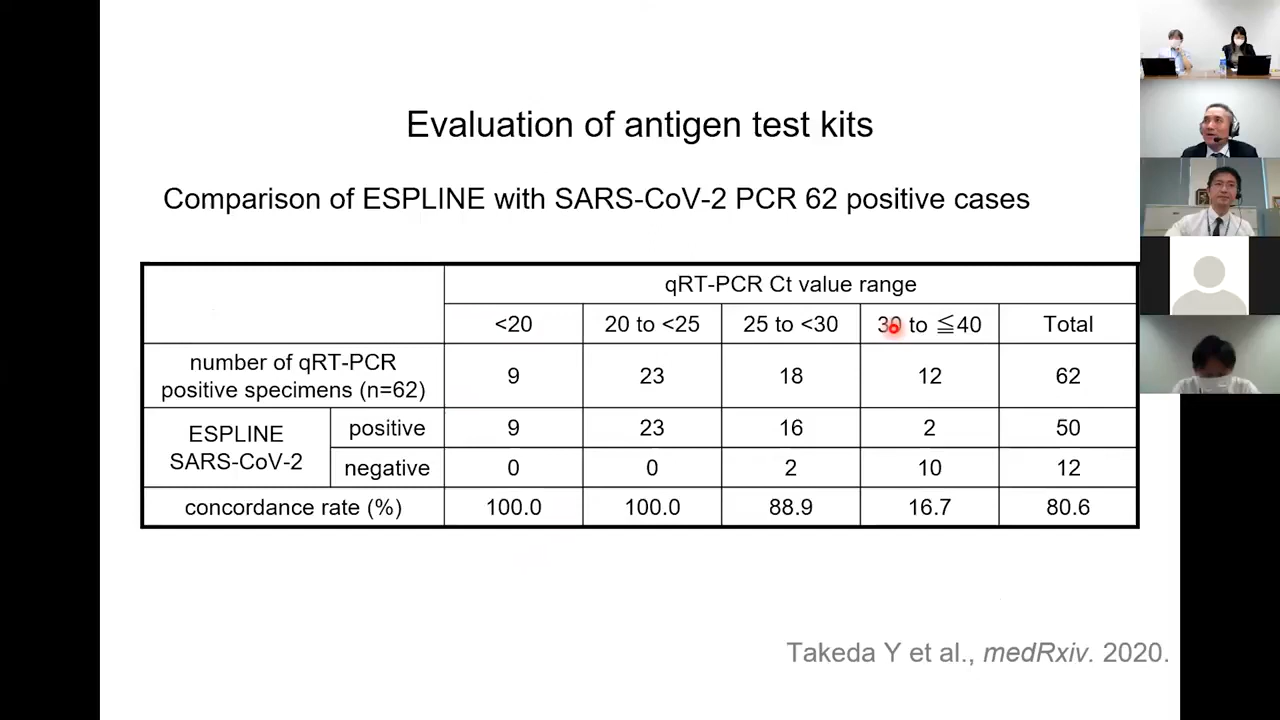 Evaluation of antigen test kits
Comparison of ESPLINE with SARS-CoV-2 PCR 62 positive cases
qRT-PCR Ct value range
<20 20 to <25 25 to <30 30 to ≦40 Total
number of qRT-PCR
positive specimens (n=62) 9 23 18 12 62
ESPLINE
SARS-CoV-2
positive 9 23 16 2 50
negative 0 0 2 10 12
concordance rate (%) 100.0 100.0 88.9 16.7 80.6
Takeda Y et al., medRxiv. 2020.